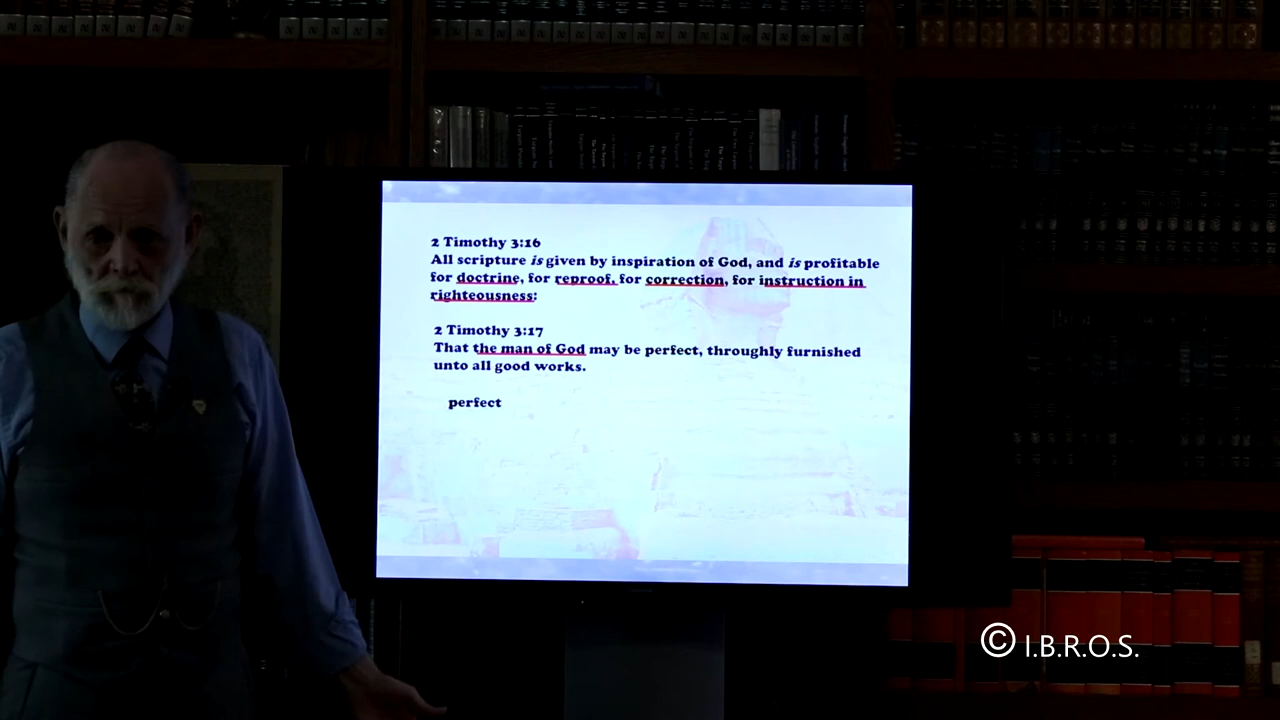 2 Timothy 3:16
All scripture is given by inspiration of God, and is profitable
for doctrine, for reproof, for correction, for instruction in
righteousness:
2 Timothy 3:17
That the man of God may be perfect, throughly furnished
unto all good works.
perfect
© I.B.R.O.S.